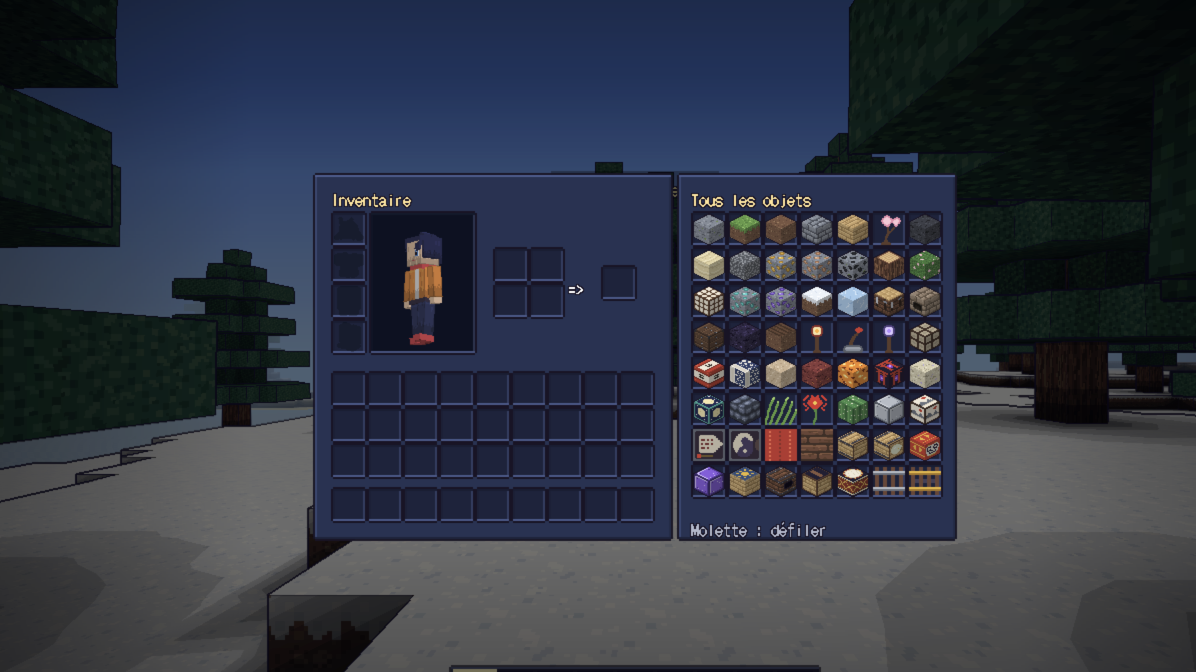 Inventaire
Tous les objets
=>
Molette : défiler